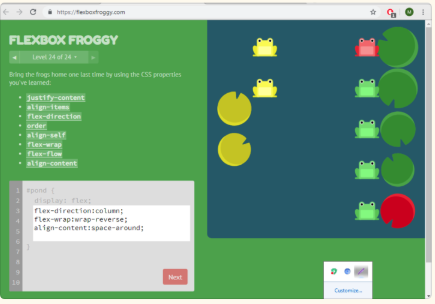 https://flexboxfroggy.com
FLEXBOX FROGGY
Level 24 of 24
Bring the frogs home one last time by using the CSS properties
you've learned:
justify-content
align-items
flex-direction
order
align-self
flex-wrap
flex-flow
align-content
1 #pond {
2 display: flex;
3 flex-direction:column;
4 flex-wrap:wrap-reverse;
5 align-content:space-around;
6
7 }
8
9
10
Next
Customize...